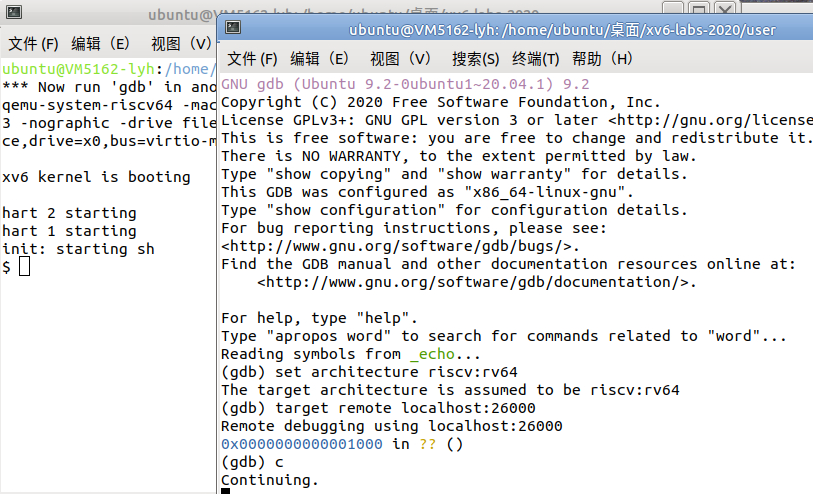 ubuntu@VM5162-lyh: /home/ubuntu/桌面/xv6-labs-2020
文件 (F) 编辑（E） 视图（V）
ubuntu@VM5162-lyh:/home/
*** Now run 'gdb' in ano
qemu-system-riscv64 -mac
3 -nographic -drive file
ce,drive=x0,bus=virtio-m
xv6 kernel is booting
hart 2 starting
hart 1 starting
init: starting sh
$
ubuntu@VM5162-lyh: /home/ubuntu/桌面/xv6-labs-2020/user
文件 (F) 编辑（E） 视图（V） 搜索(S) 终端(T) 帮助（H）
GNU gdb (Ubuntu 9.2-0ubuntu1~20.04.1) 9.2
Copyright (C) 2020 Free Software Foundation, Inc.
License GPLv3+: GNU GPL version 3 or later <http://gnu.org/license
This is free software: you are free to change and redistribute it.
There is NO WARRANTY, to the extent permitted by law.
Type "show copying" and "show warranty" for details.
This GDB was configured as "x86_64-linux-gnu".
Type "show configuration" for configuration details.
For bug reporting instructions, please see:
<http://www.gnu.org/software/gdb/bugs/>.
Find the GDB manual and other documentation resources online at:
<http://www.gnu.org/software/gdb/documentation/>.
For help, type "help".
Type "apropos word" to search for commands related to "word"...
Reading symbols from _echo...
(gdb) set architecture riscv:rv64
The target architecture is assumed to be riscv:rv64
(gdb) target remote localhost:26000
Remote debugging using localhost:26000
0x0000000000001000 in ?? ()
(gdb) c
Continuing.